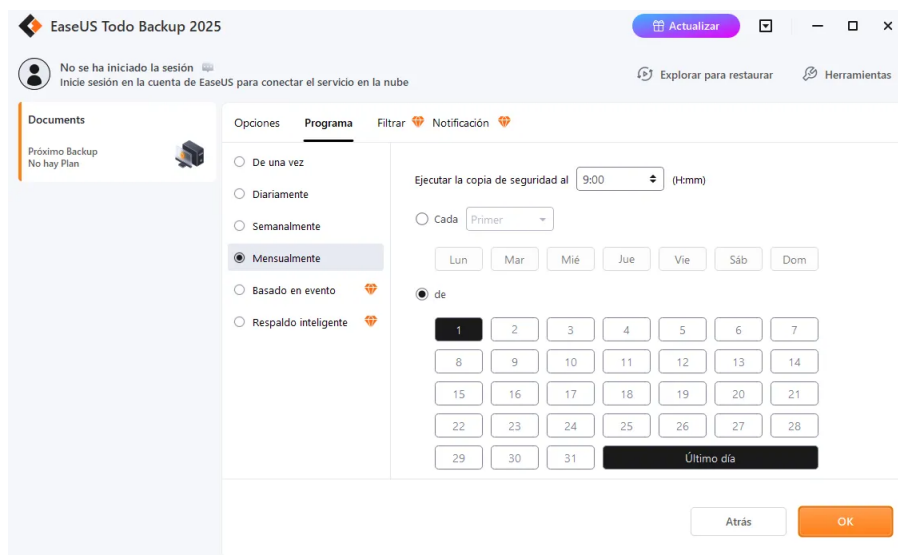 EaseUS Todo Backup 2025
Actualizar
No se ha iniciado la sesión
Inicie sesión en la cuenta de EaseUS para conectar el servicio en la nube
Explorar para restaurar
Herramientas
Documents
Próximo Backup
No hay Plan
Opciones Programa Filtrar Notificación
De una vez
Diariamente
Semanalmente
Mensualmente
Basado en evento
Respaldo inteligente
Ejecutar la copia de seguridad al 9:00 (H:mm)
Cada Primer
Lun Mar Mié Jue Vie Sáb Dom
de
1 2 3 4 5 6 7
8 9 10 11 12 13 14
15 16 17 18 19 20 21
22 23 24 25 26 27 28
29 30 31 Último día
Atrás OK